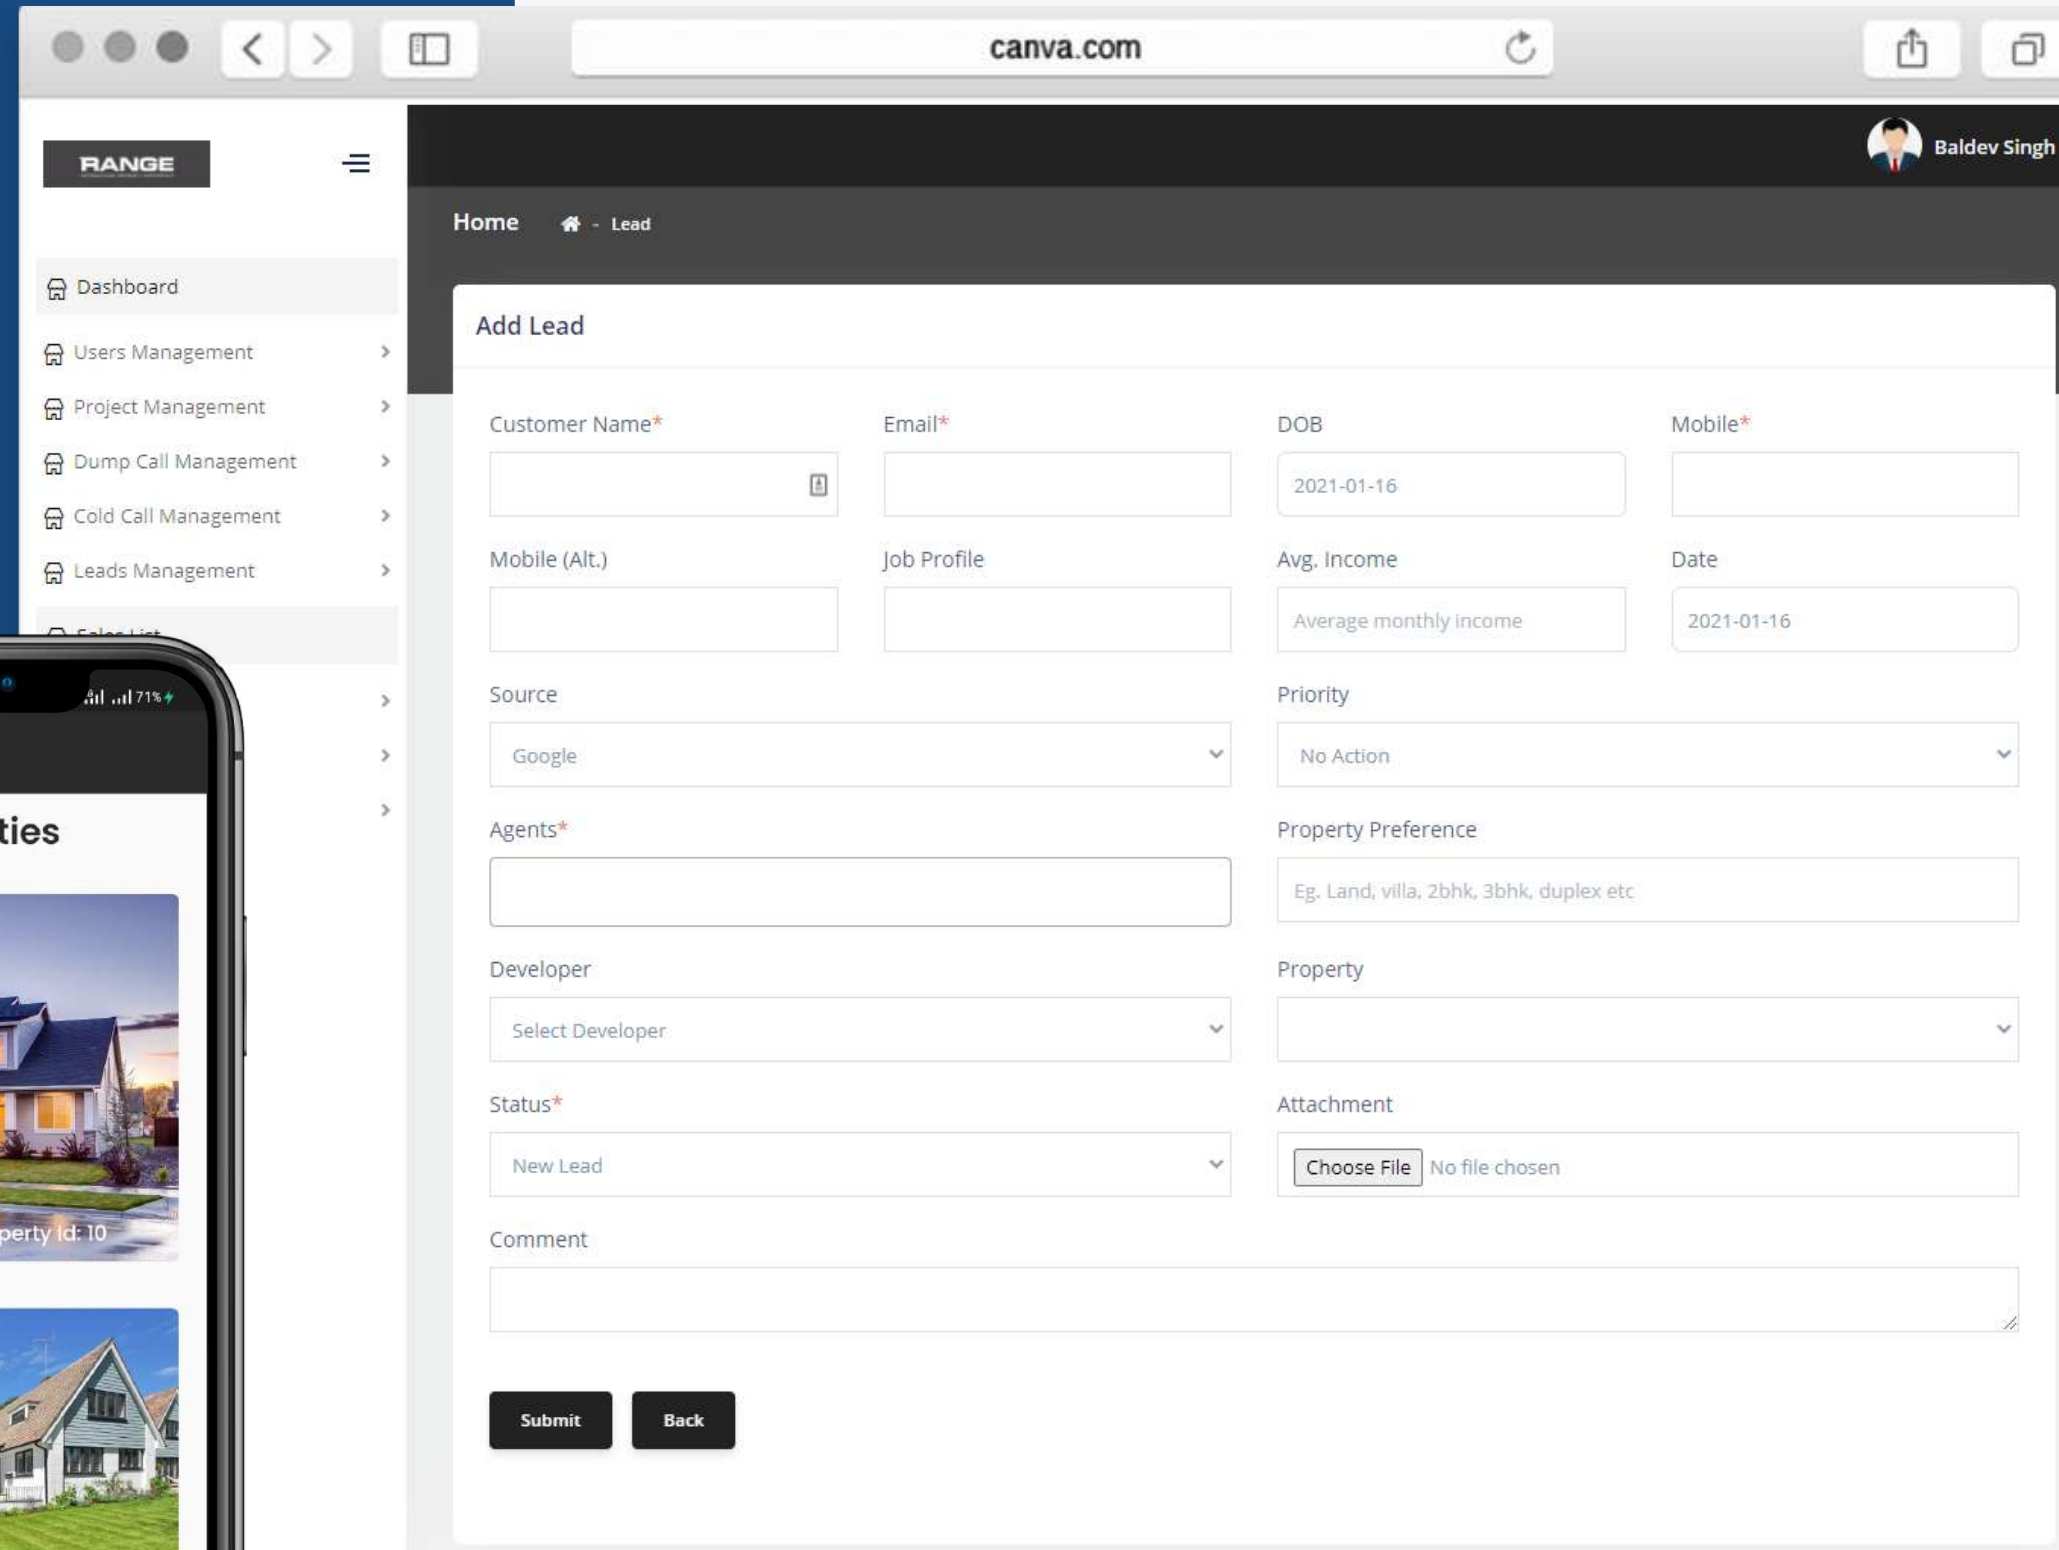 canva.com
RANGE
Baldev Singh
Home - Lead
Dashboard
Users Management
Project Management
Dump Call Management
Cold Call Management
Leads Management
Sales List
Add Lead
Customer Name* Email* DOB Mobile*
2021-01-16
Mobile (Alt.) Job Profile Avg. Income Date
Average monthly income 2021-01-16
Source Priority
Google No Action
Agents* Property Preference
Eg. Land, villa, 2bhk, 3bhk, duplex etc
Developer Property
Select Developer
Status* Attachment
New Lead Choose File No file chosen
Comment
Submit Back
71%
ties
perty Id: 10